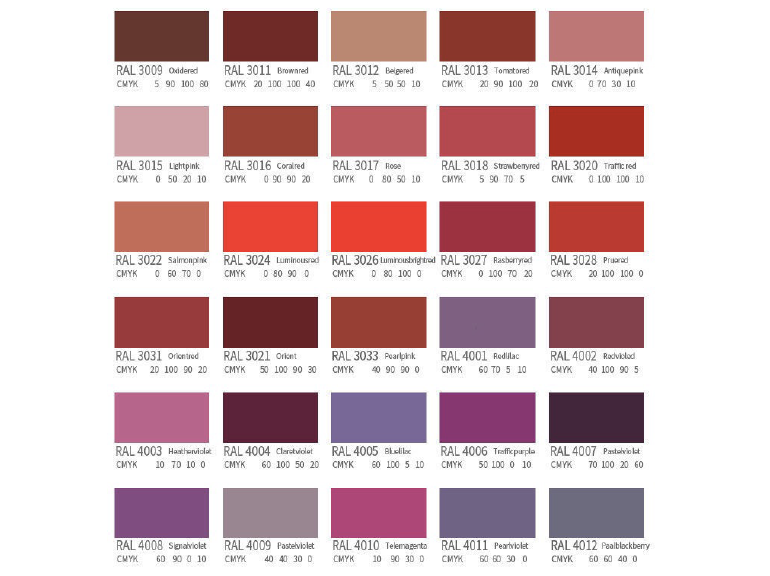 RAL 3009 Oxidered
CMYK 5 90 100 60
RAL 3011 Brownred
CMYK 20 100 100 40
RAL 3012 Beigered
CMYK 5 50 50 10
RAL 3013 Tomatored
CMYK 20 90 100 20
RAL 3014 Antiquepink
CMYK 0 70 30 10
RAL 3015 Lightpink
CMYK 0 50 20 10
RAL 3016 Coralred
CMYK 0 90 90 20
RAL 3017 Rose
CMYK 0 80 50 10
RAL 3018 Strawberryred
CMYK 5 90 70 5
RAL 3020 Trafficred
CMYK 0 100 100 10
RAL 3022 Salmonpink
CMYK 0 60 70 0
RAL 3024 Luminousred
CMYK 0 80 90 0
RAL 3026 Luminousbrightred
CMYK 0 80 100 0
RAL 3027 Rasberryred
CMYK 0 100 70 20
RAL 3028 Puered
CMYK 20 100 100 0
RAL 3031 Orientred
CMYK 20 100 90 20
RAL 3021 Orient
CMYK 50 100 90 30
RAL 3033 Pearlpink
CMYK 40 90 90 0
RAL 4001 Redlilac
CMYK 60 70 5 10
RAL 4002 Redvioled
CMYK 40 100 90 5
RAL 4003 Heatherviolet
CMYK 10 70 10 0
RAL 4004 Claretviolet
CMYK 60 100 50 20
RAL 4005 Bluelilac
CMYK 60 100 5 10
RAL 4006 Trafficpurple
CMYK 50 100 0 10
RAL 4007 Pastelviolet
CMYK 70 100 20 60
RAL 4008 Signalviolet
CMYK 60 90 0 10
RAL 4009 Pastelviolet
CMYK 40 40 30 0
RAL 4010 Telemagenta
CMYK 10 90 30 0
RAL 4011 Pearlviolet
CMYK 60 60 30 0
RAL 4012 Paalblackberry
CMYK 60 60 40 0